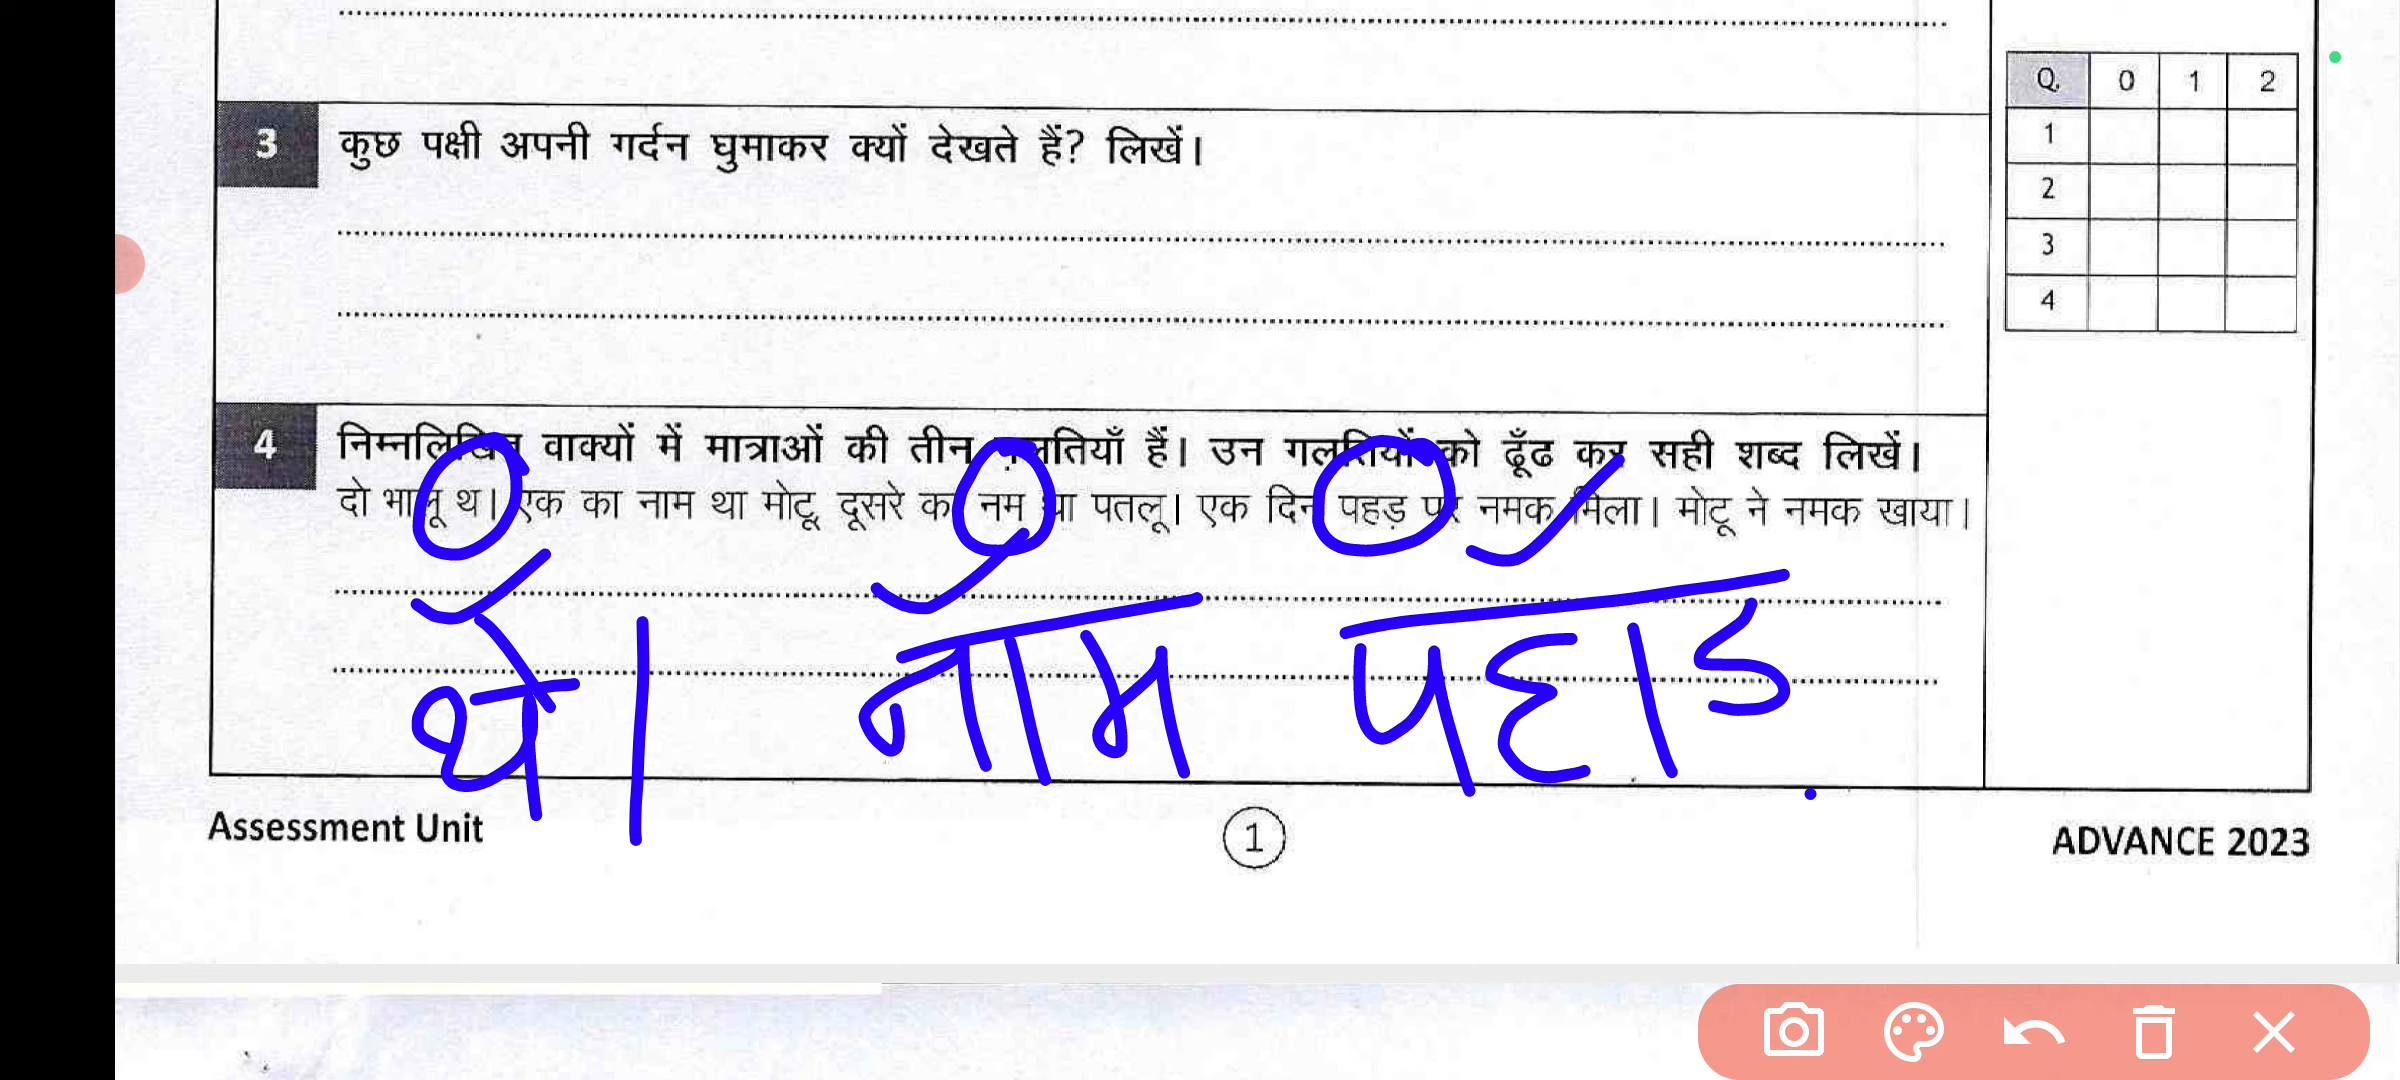 Q. 0 1 2
1
2
3
4
3 कुछ पक्षी अपनी गर्दन घुमाकर क्यों देखते हैं? लिखें।
4 निम्नलिखित वाक्यों में मात्राओं की तीन गलतियाँ हैं। उन गलतियों को ढूँढ कर सही शब्द लिखें।
दो भालू थ। एक का नाम था मोटू दूसरे का नम था पतलू। एक दिन पहड़ पर नमक मिला। मोटू ने नमक खाया।
थे। नाम पहाड़
Assessment Unit 1 ADVANCE 2023